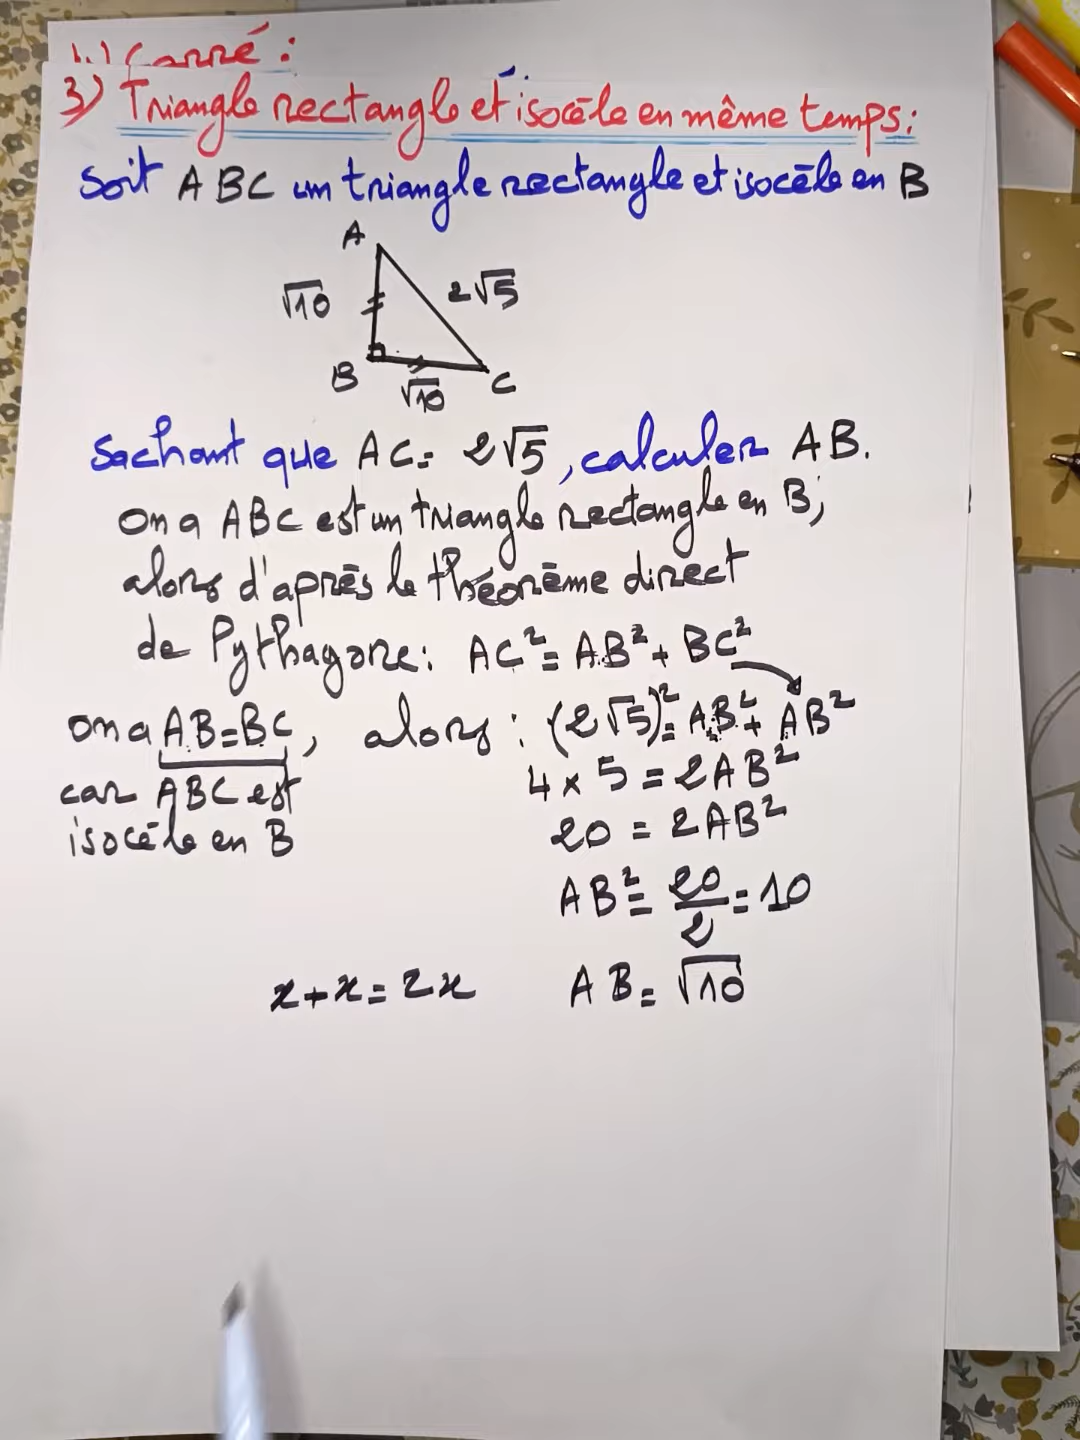 Carré :
3) Triangle rectangle et isocèle en même temps :
Soit ABC un triangle rectangle et isocèle en B
A
√10
2√5
B
√10
C
Sachant que AC = 2√5, calculer AB.
on a ABC est un triangle rectangle en B,
alors d'après le théorème direct
de Pythagore : AC² = AB² + BC²
on a AB = BC, alors : (2√5)² = AB² + AB²
car ABC est
isocèle en B
4 × 5 = 2AB²
20 = 2AB²
AB² = 20/2 = 10
x + x = 2x
AB = √10